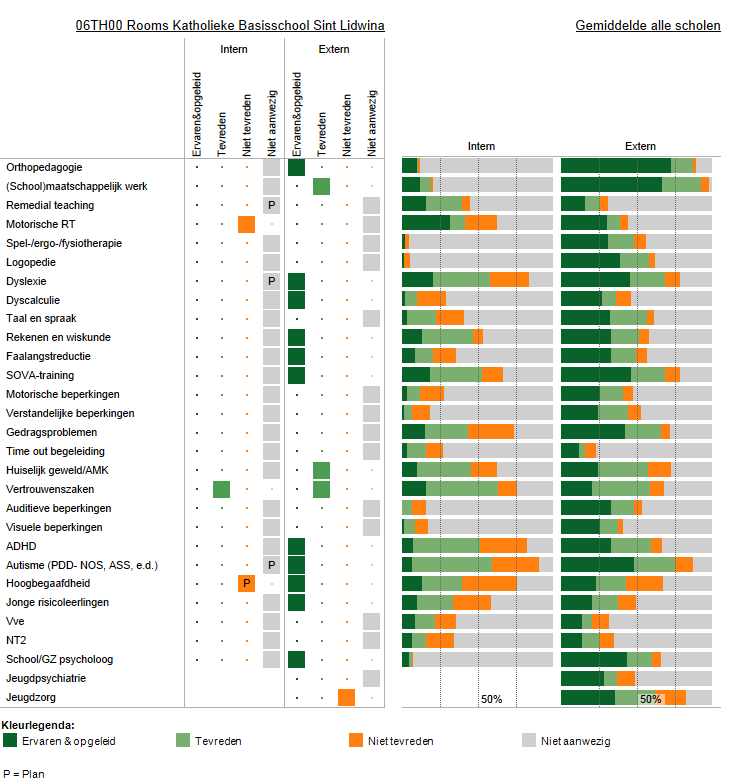 06TH00 Rooms Katholieke Basisschool Sint Lidwina
Gemiddelde alle scholen
Intern
Extern
Ervaren&opgeleid
Tevreden
Niet tevreden
Niet aanwezig
Ervaren&opgeleid
Tevreden
Niet tevreden
Niet aanwezig
Intern
Extern
Orthopedagogie
(School)maatschappelijk werk
Remedial teaching P
Motorische RT
Spel-/ergo-/fysiotherapie
Logopedie
Dyslexie P
Dyscalculie
Taal en spraak
Rekenen en wiskunde
Faalangstreductie
SOVA-training
Motorische beperkingen
Verstandelijke beperkingen
Gedragsproblemen
Time out begeleiding
Huiselijk geweld/AMK
Vertrouwenszaken
Auditieve beperkingen
Visuele beperkingen
ADHD
Autisme (PDD- NOS, ASS, e.d.) P
Hoogbegaafdheid P
Jonge risicoleerlingen
Vve
NT2
School/GZ psycholoog
Jeugdpsychiatrie
Jeugdzorg
50%
50%
Kleurlegenda:
Ervaren & opgeleid
Tevreden
Niet tevreden
Niet aanwezig
P = Plan